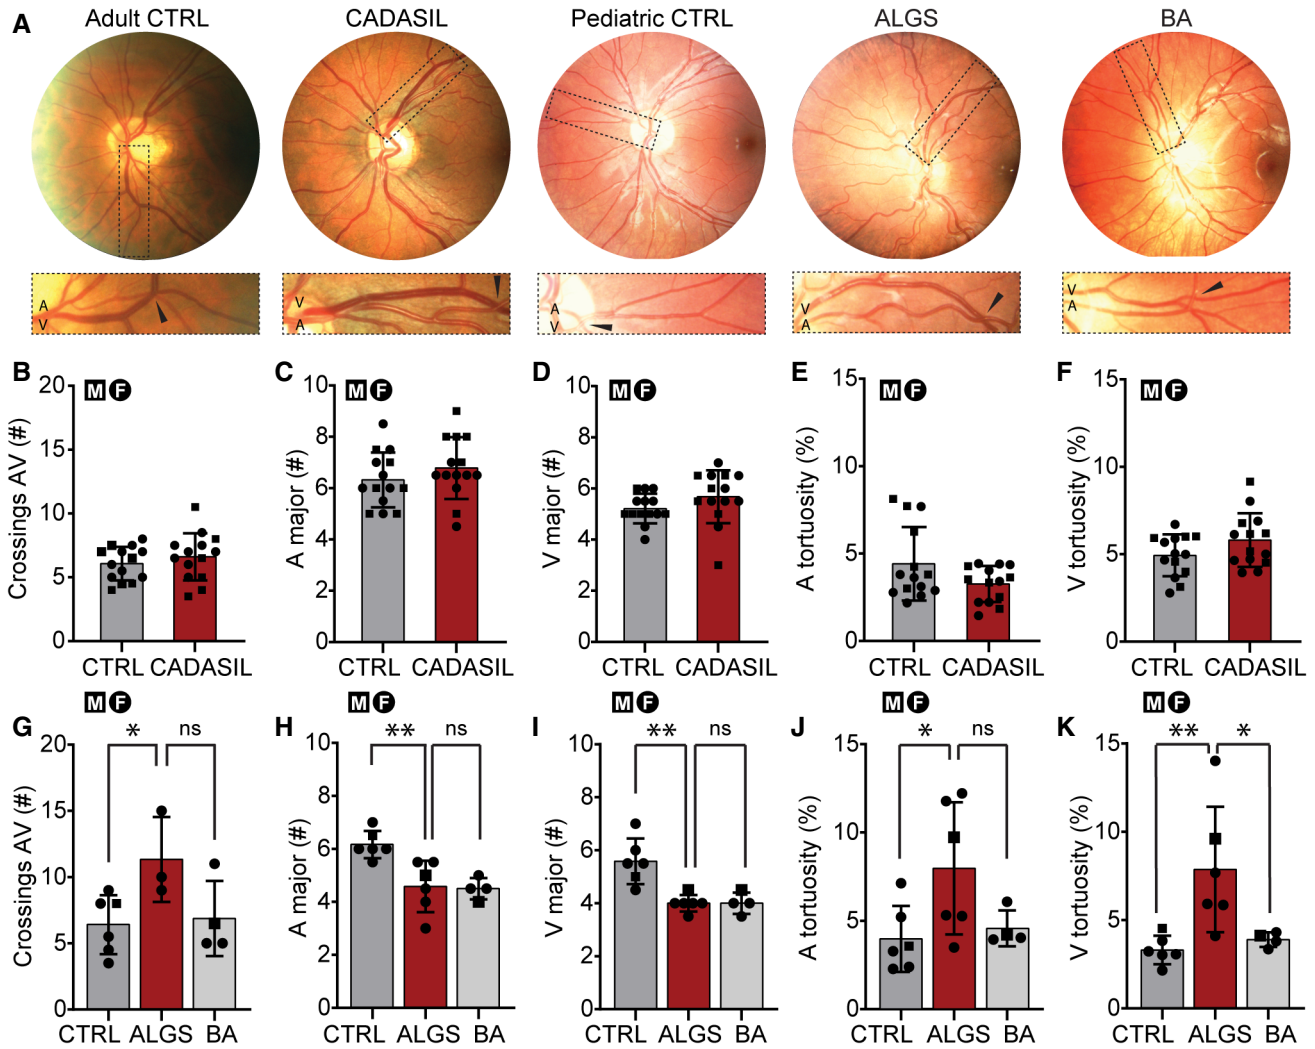 A Adult CTRL CADASIL Pediatric CTRL ALGS BA
A V A A V
V A V V A
B C D E F
20 15 10 5 0 Crossings AV (#) M F CTRL CADASIL
10 8 6 4 2 0 A major (#) M F CTRL CADASIL
10 8 6 4 2 0 V major (#) M F CTRL CADASIL
15 10 5 0 A tortuosity (%) M F CTRL CADASIL
15 10 5 0 V tortuosity (%) M F CTRL CADASIL
G H I J K
20 15 10 5 0 Crossings AV (#) M F * ns CTRL ALGS BA
10 8 6 4 2 0 A major (#) M F ** ns CTRL ALGS BA
10 8 6 4 2 0 V major (#) M F ** ns CTRL ALGS BA
15 10 5 0 A tortuosity (%) M F * ns CTRL ALGS BA
15 10 5 0 V tortuosity (%) M F ** * CTRL ALGS BA